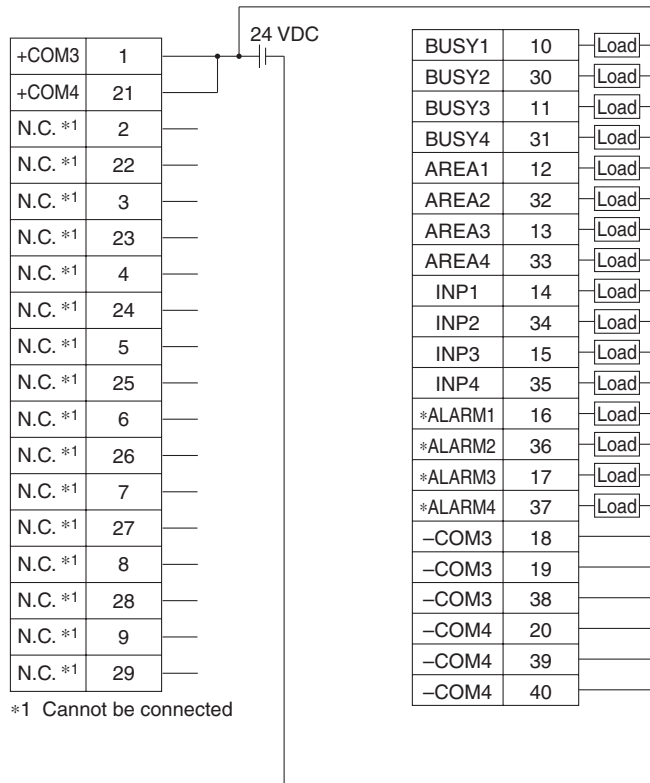 24 VDC
+COM3 1
+COM4 21
N.C. *1 2
N.C. *1 22
N.C. *1 3
N.C. *1 23
N.C. *1 4
N.C. *1 24
N.C. *1 5
N.C. *1 25
N.C. *1 6
N.C. *1 26
N.C. *1 7
N.C. *1 27
N.C. *1 8
N.C. *1 28
N.C. *1 9
N.C. *1 29
*1 Cannot be connected
BUSY1 10 Load
BUSY2 30 Load
BUSY3 11 Load
BUSY4 31 Load
AREA1 12 Load
AREA2 32 Load
AREA3 13 Load
AREA4 33 Load
INP1 14 Load
INP2 34 Load
INP3 15 Load
INP4 35 Load
*ALARM1 16 Load
*ALARM2 36 Load
*ALARM3 17 Load
*ALARM4 37 Load
–COM3 18
–COM3 19
–COM3 38
–COM4 20
–COM4 39
–COM4 40